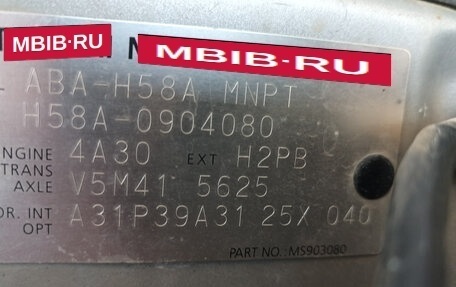 MBIB·RU
MBIB·RU
L ABA-H58A MNPT
H58A-0904080
ENGINE 4A30 EXT H2PB
TRANS AXLE V5M41 5625
OR. INT OPT A31P39A31 25X 040
PART NO. MS903080